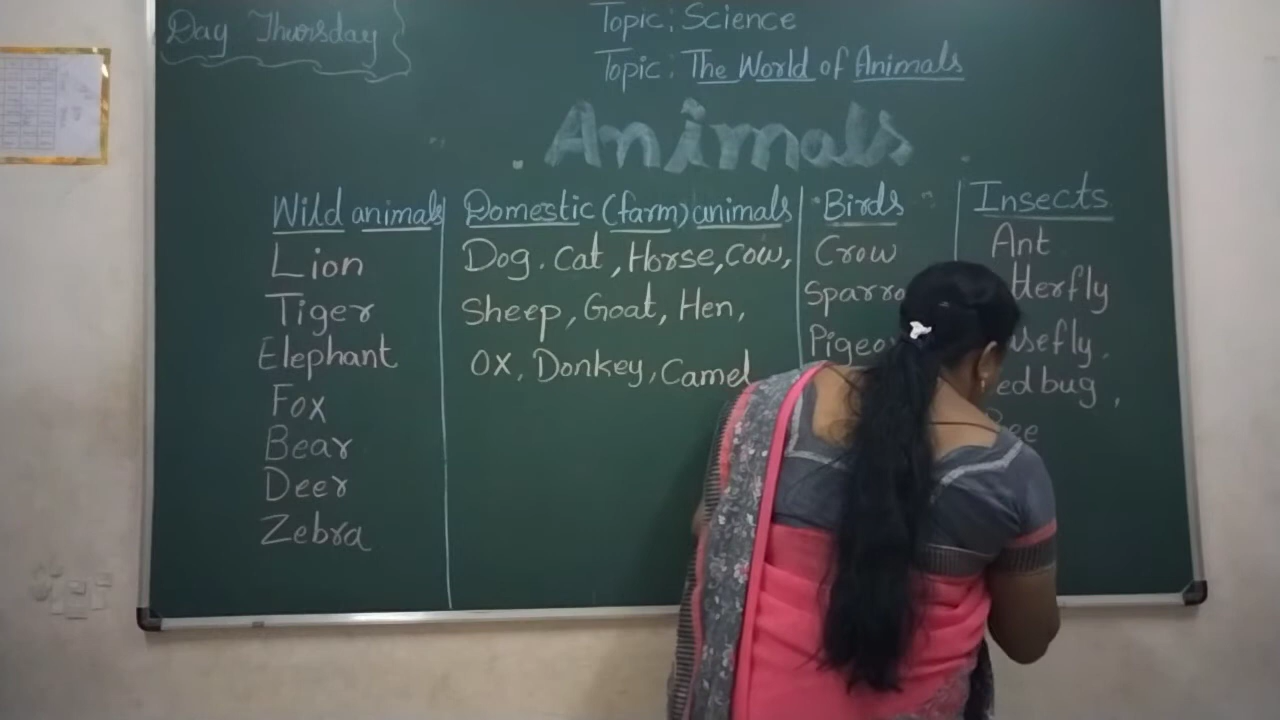 Day Thursday
Topic: Science
Topic: The World of Animals
Animals
Wild animals
Lion
Tiger
Elephant
Fox
Bear
Deer
Zebra
Domestic (farm) animals
Dog. Cat, Horse, Cow,
Sheep, Goat, Hen,
OX, Donkey, Camel
Birds
Crow
Insects
Ant